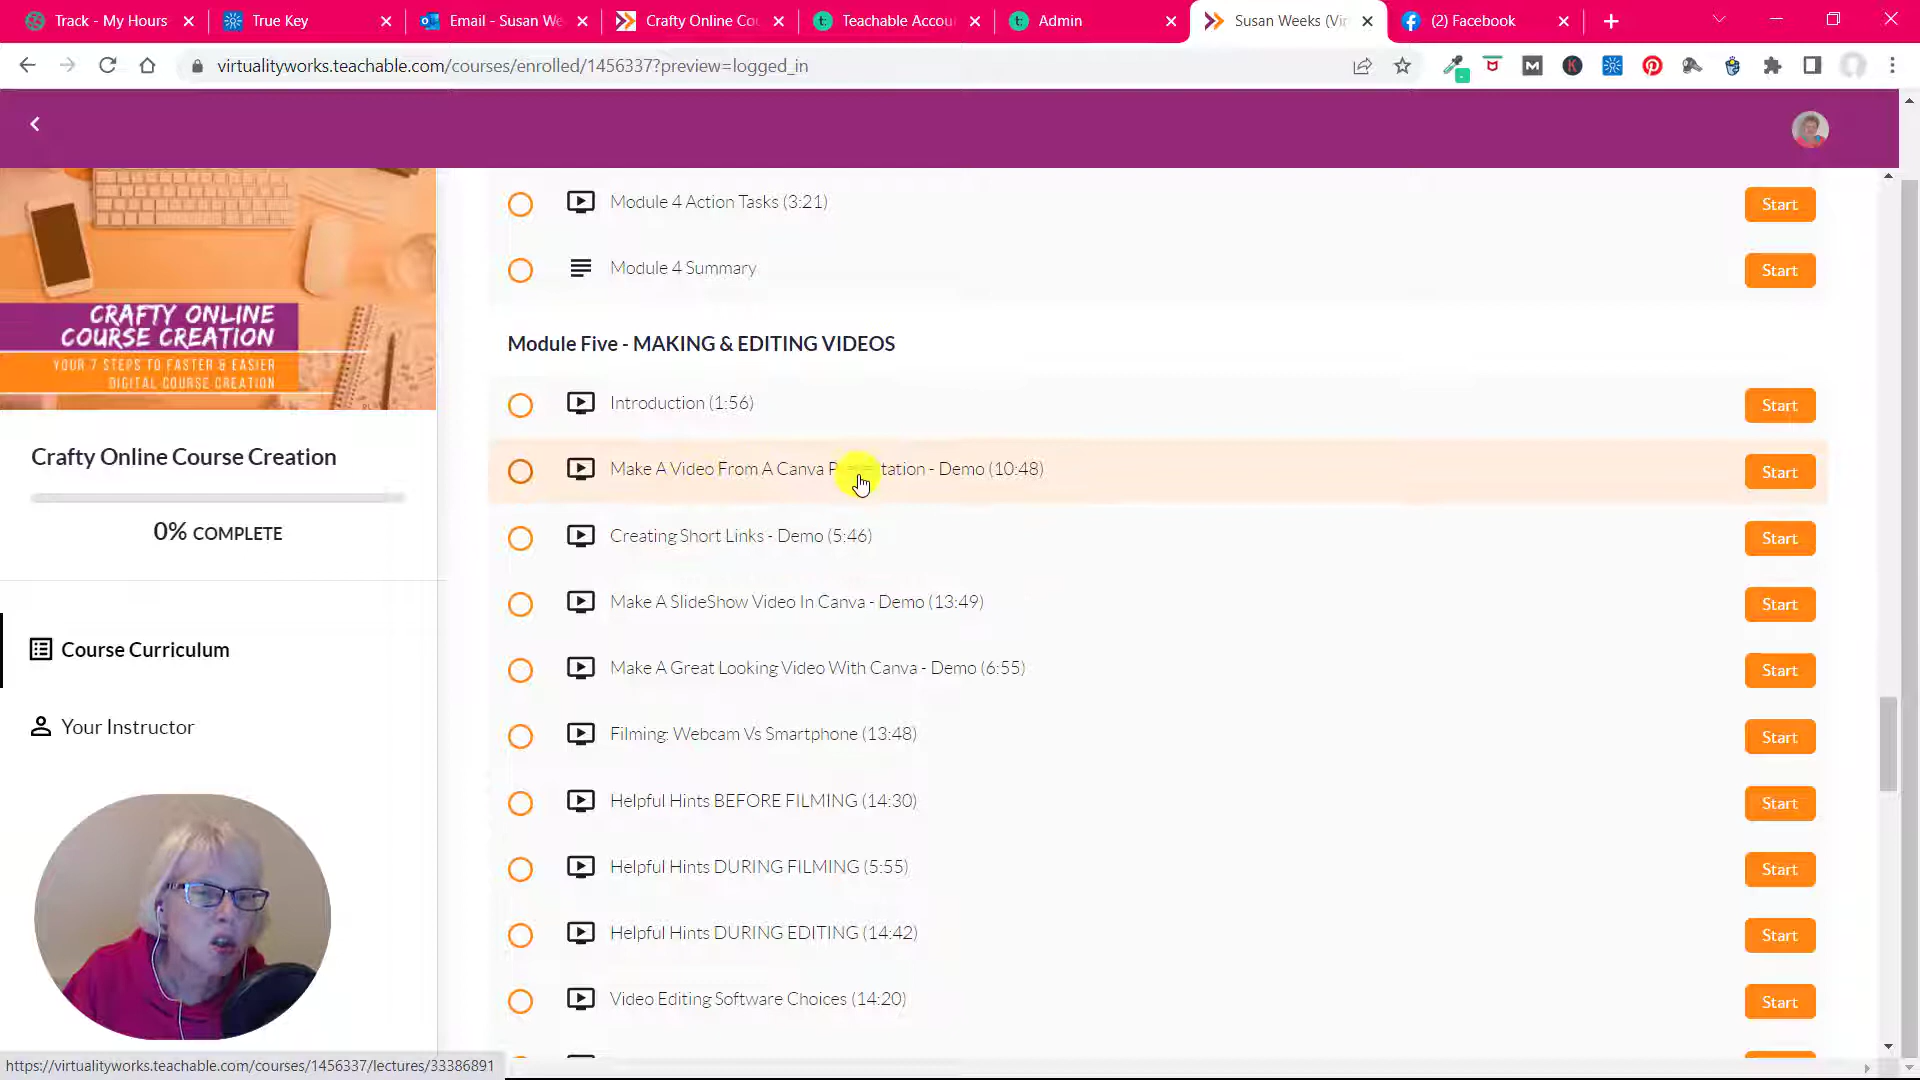 Track - My Hours
True Key
Email - Susan We
Crafty Online Cou
Teachable Accou
Admin
Susan Weeks (Vir
(2) Facebook
virtualityworks.teachable.com/courses/enrolled/1456337?preview=logged_in
CRAFTY ONLINE
COURSE CREATION
YOUR 7 STEPS TO FASTER & EASIER
DIGITAL COURSE CREATION
Crafty Online Course Creation
0% COMPLETE
Course Curriculum
Your Instructor
Module 4 Action Tasks (3:21)
Start
Module 4 Summary
Start
Module Five - MAKING & EDITING VIDEOS
Introduction (1:56)
Start
Make A Video From A Canva P tation - Demo (10:48)
Start
Creating Short Links - Demo (5:46)
Start
Make A SlideShow Video In Canva - Demo (13:49)
Start
Make A Great Looking Video With Canva - Demo (6:55)
Start
Filming: Webcam Vs Smartphone (13:48)
Start
Helpful Hints BEFORE FILMING (14:30)
Start
Helpful Hints DURING FILMING (5:55)
Start
Helpful Hints DURING EDITING (14:42)
Start
Video Editing Software Choices (14:20)
Start
https://virtualityworks.teachable.com/courses/1456337/lectures/33386891